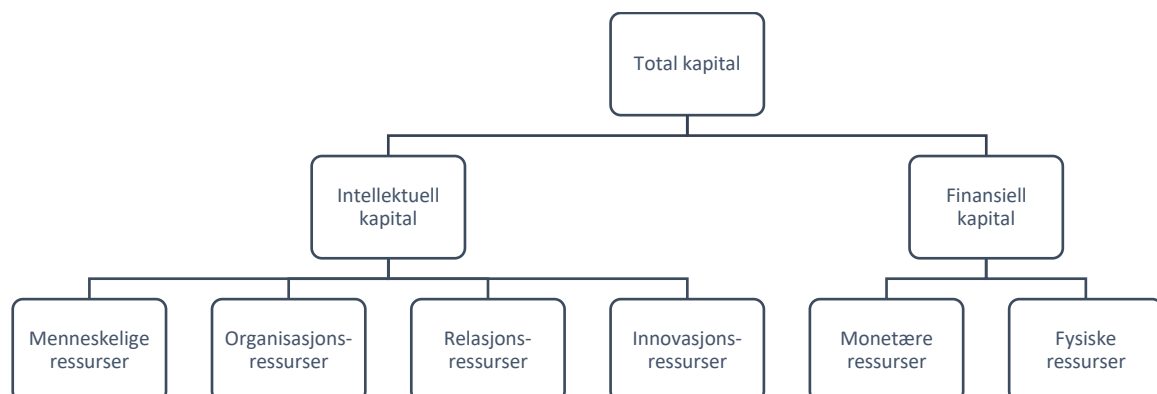 Total kapital
Intellektuell
kapital
Finansiell
kapital
Menneskelige
ressurser
Organisasjons-
ressurser
Relasjons-
ressurser
Innovasjons-
ressurser
Monetære
ressurser
Fysiske
ressurser